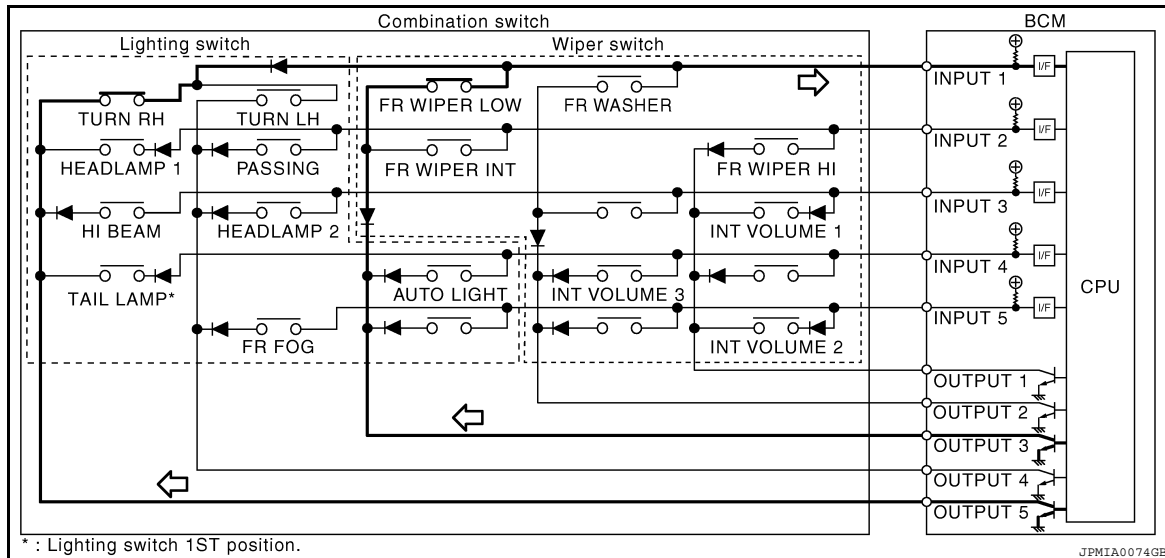 Combination switch
BCM
Lighting switch
Wiper switch
INPUT 1
I/F
TURN RH
TURN LH
FR WIPER LOW
FR WASHER
INPUT 2
I/F
HEADLAMP 1
PASSING
FR WIPER INT
FR WIPER HI
INPUT 3
I/F
HI BEAM
HEADLAMP 2
INT VOLUME 1
INPUT 4
I/F
TAIL LAMP*
AUTO LIGHT
INT VOLUME 3
CPU
INPUT 5
I/F
FR FOG
INT VOLUME 2
OUTPUT 1
OUTPUT 2
OUTPUT 3
OUTPUT 4
OUTPUT 5
* : Lighting switch 1ST position.
JPMIA0074GB